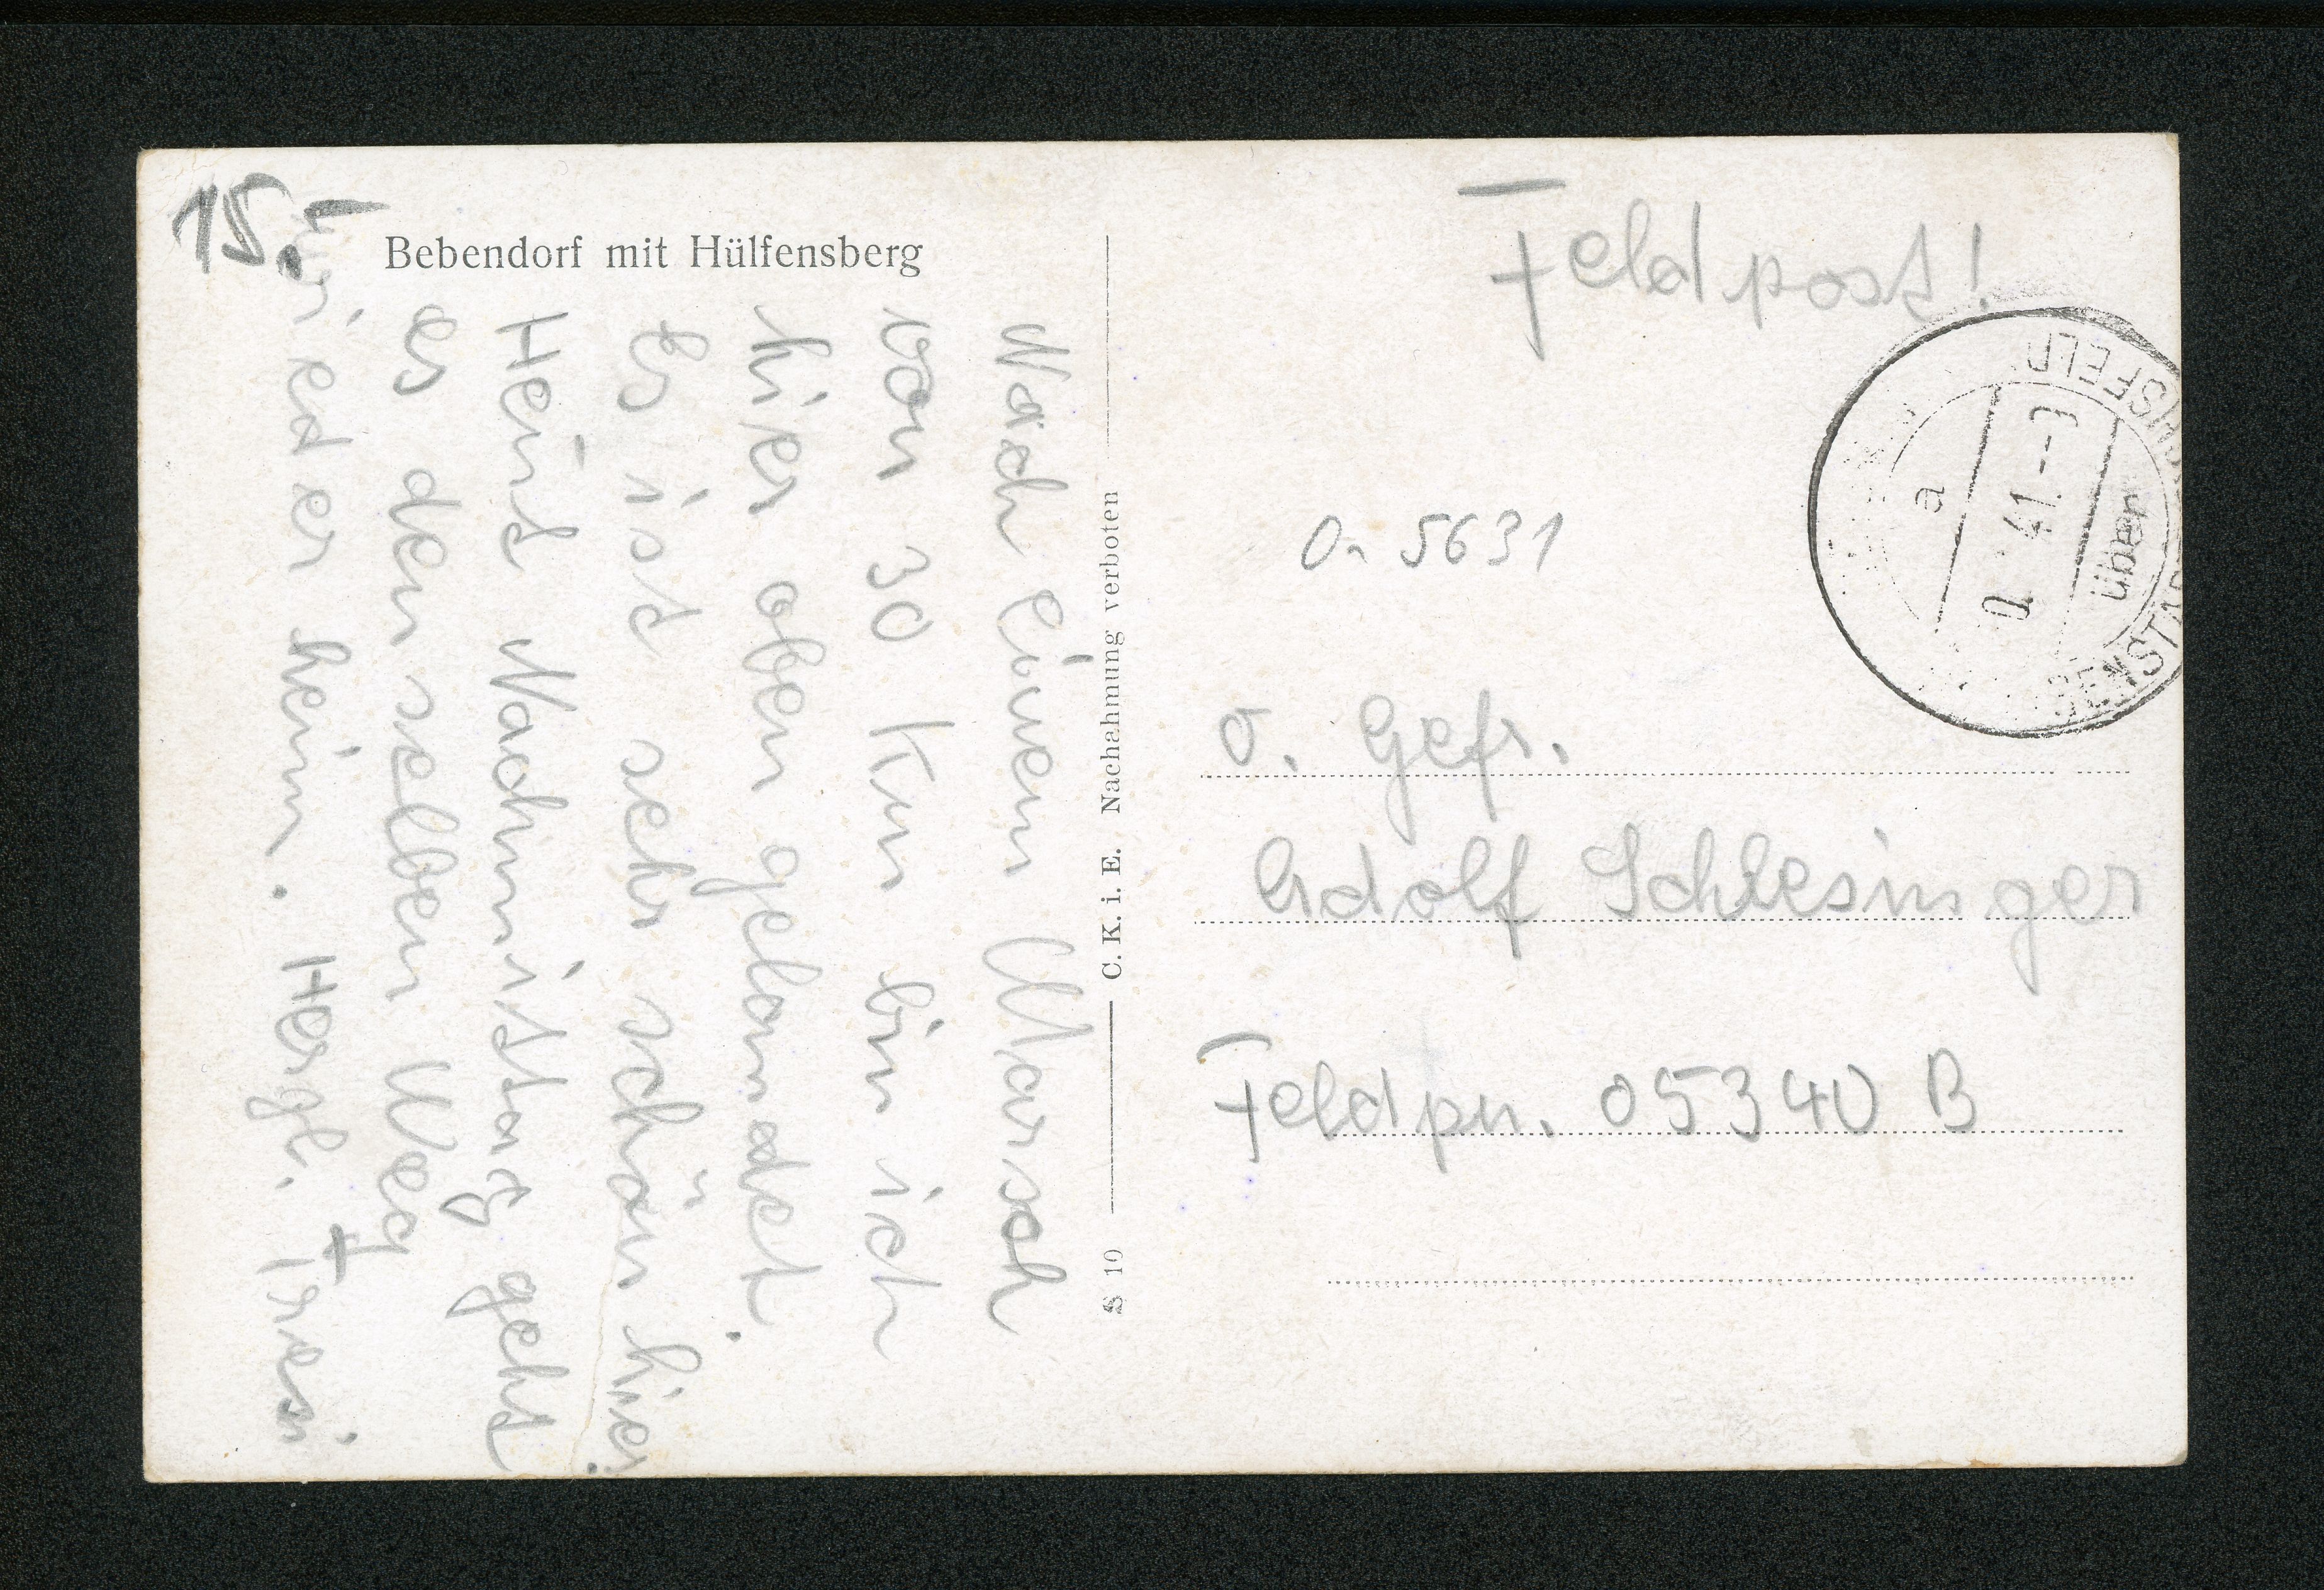 15.-
Bebendorf mit Hülfensberg
Nach einem Marsch
von 30 Km bin ich
hier oben gelandet.
Es ist sehr schön hier.
Heut Nachmittag geht
es den selben Weg
wieder heim. Herzl. Tresi
C. K. i. E. Nachahmung verboten
S 10
Feldpost!
a
41.
über
5631
O. Gefr.
Adolf Schlesinger
Feldpn. 05340 B